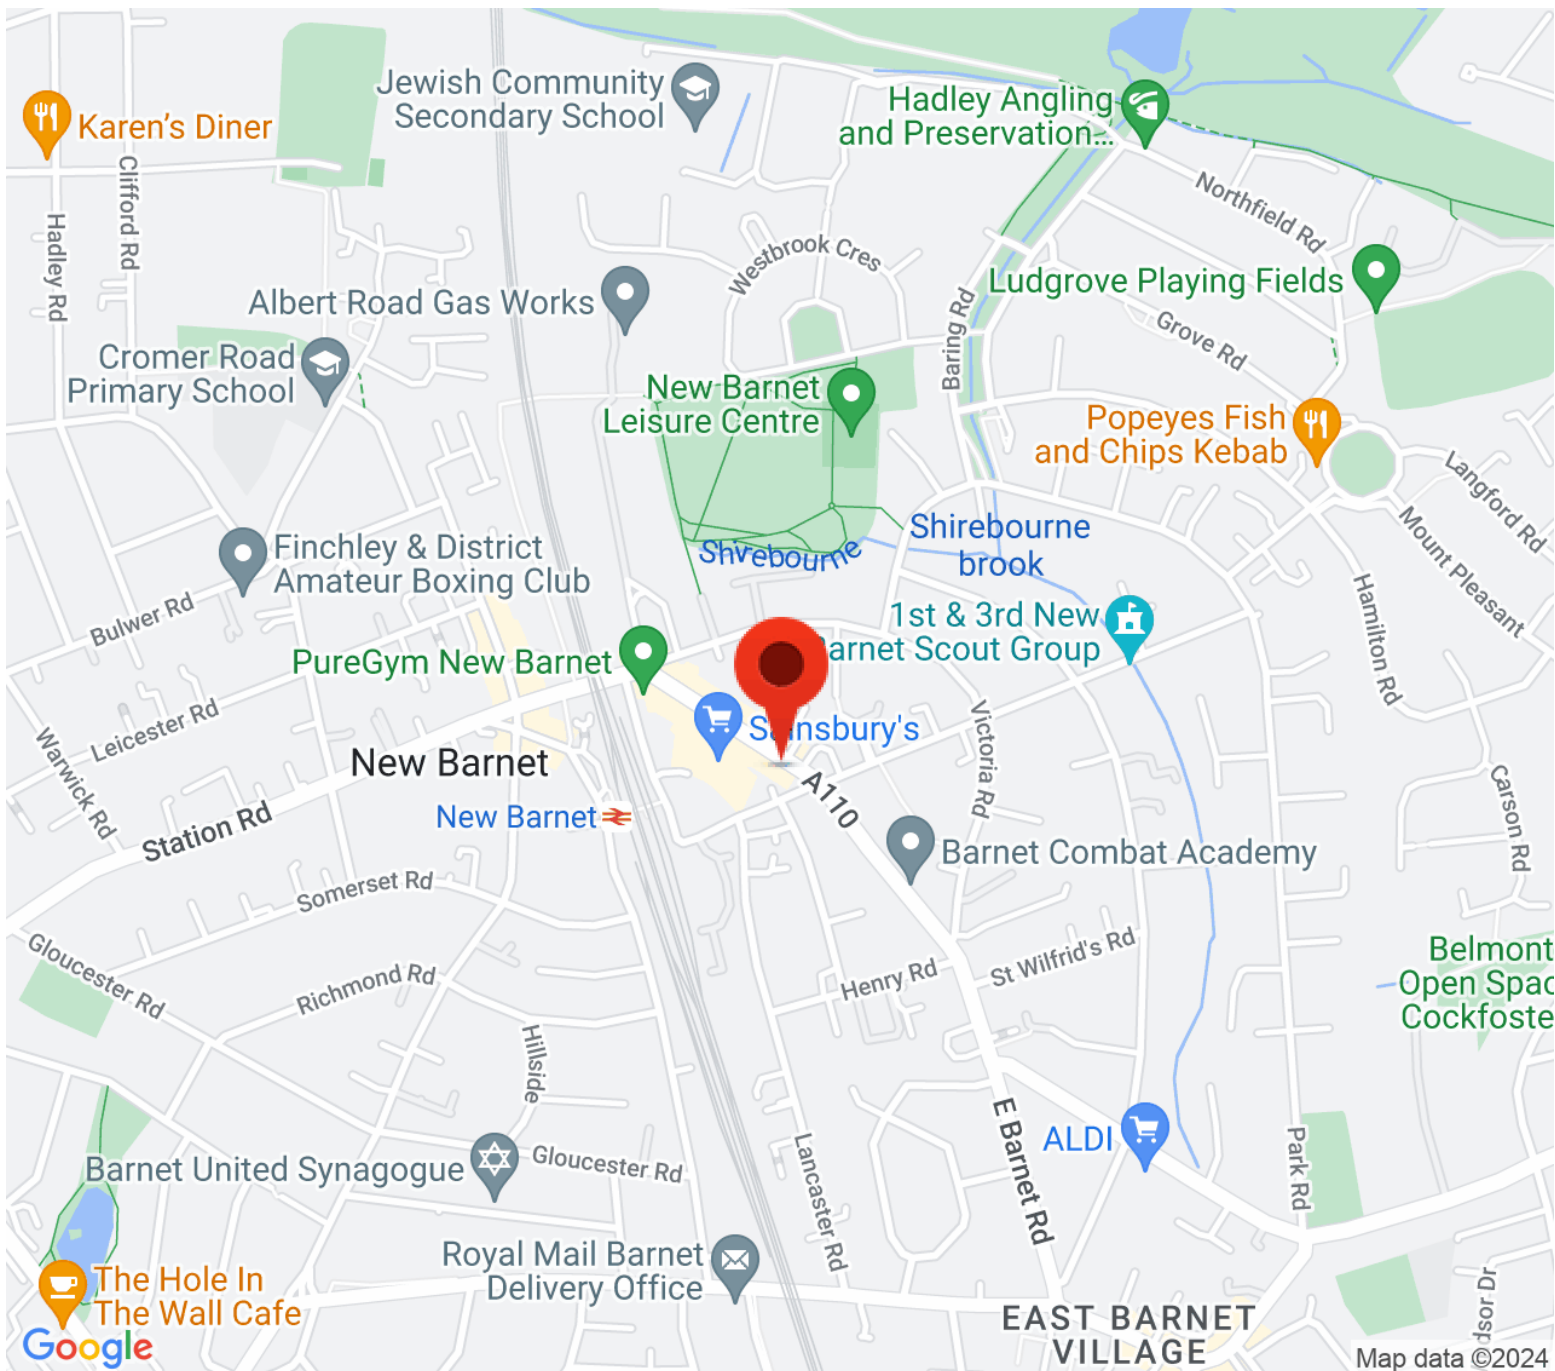 Jewish Community
Secondary School
Hadley Angling
and Preservation...
Karen's Diner
Clifford Rd
Hadley Rd
Northfield Rd
Westbrook Cres
Ludgrove Playing Fields
Albert Road Gas Works
Baring Rd
Grove Rd
Cromer Road
Primary School
New Barnet
Leisure Centre
Popeyes Fish
and Chips Kebab
Langford Rd
Mount Pleasant
Shirebourne
Shirebourne
brook
Finchley & District
Amateur Boxing Club
Hamilton Rd
Bulwer Rd
1st & 3rd New
Barnet Scout Group
PureGym New Barnet
Leicester Rd
Victoria Rd
Sainsbury's
Warwick Rd
New Barnet
A110
Carson Rd
New Barnet
Station Rd
Barnet Combat Academy
Somerset Rd
St Wilfrid's Rd
Belmont
Open Spac
Cockfoste
Gloucester Rd
Richmond Rd
Henry Rd
Hillside
E Barnet Rd
ALDI
Park Rd
Barnet United Synagogue
Gloucester Rd
Lancaster Rd
Royal Mail Barnet
Delivery Office
The Hole In
The Wall Cafe
EAST BARNET
VILLAGE
dsor Dr
Google
Map data ©2024